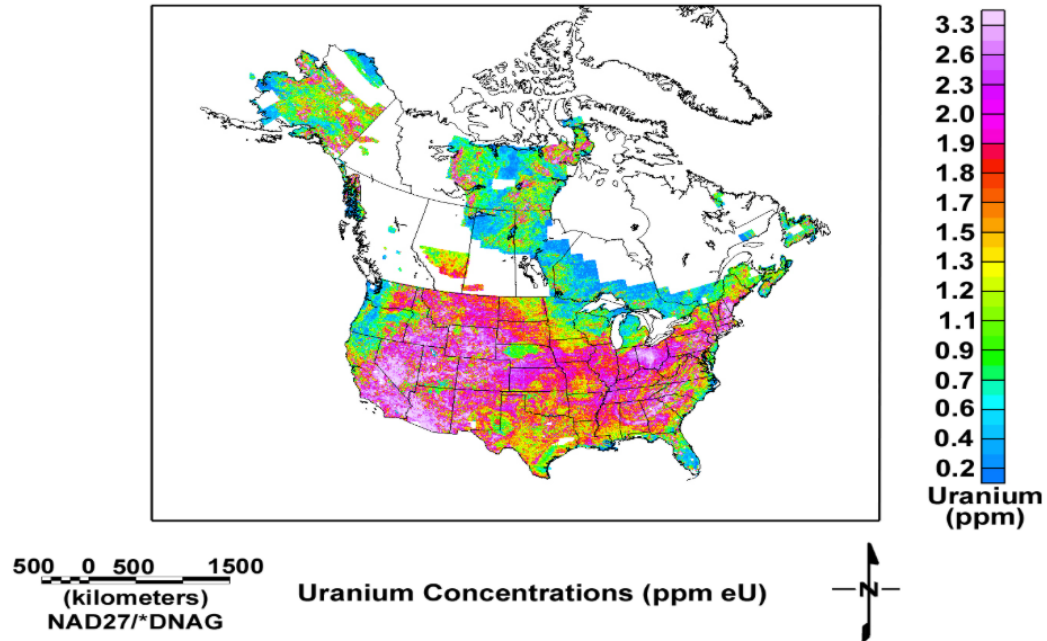 3.3
2.6
2.3
2.0
1.9
1.8
1.7
1.5
1.3
1.2
1.1
0.9
0.7
0.6
0.4
0.2
Uranium
(ppm)
500 0 500 1500
(kilometers)
NAD27/*DNAG
Uranium Concentrations (ppm eU)
N